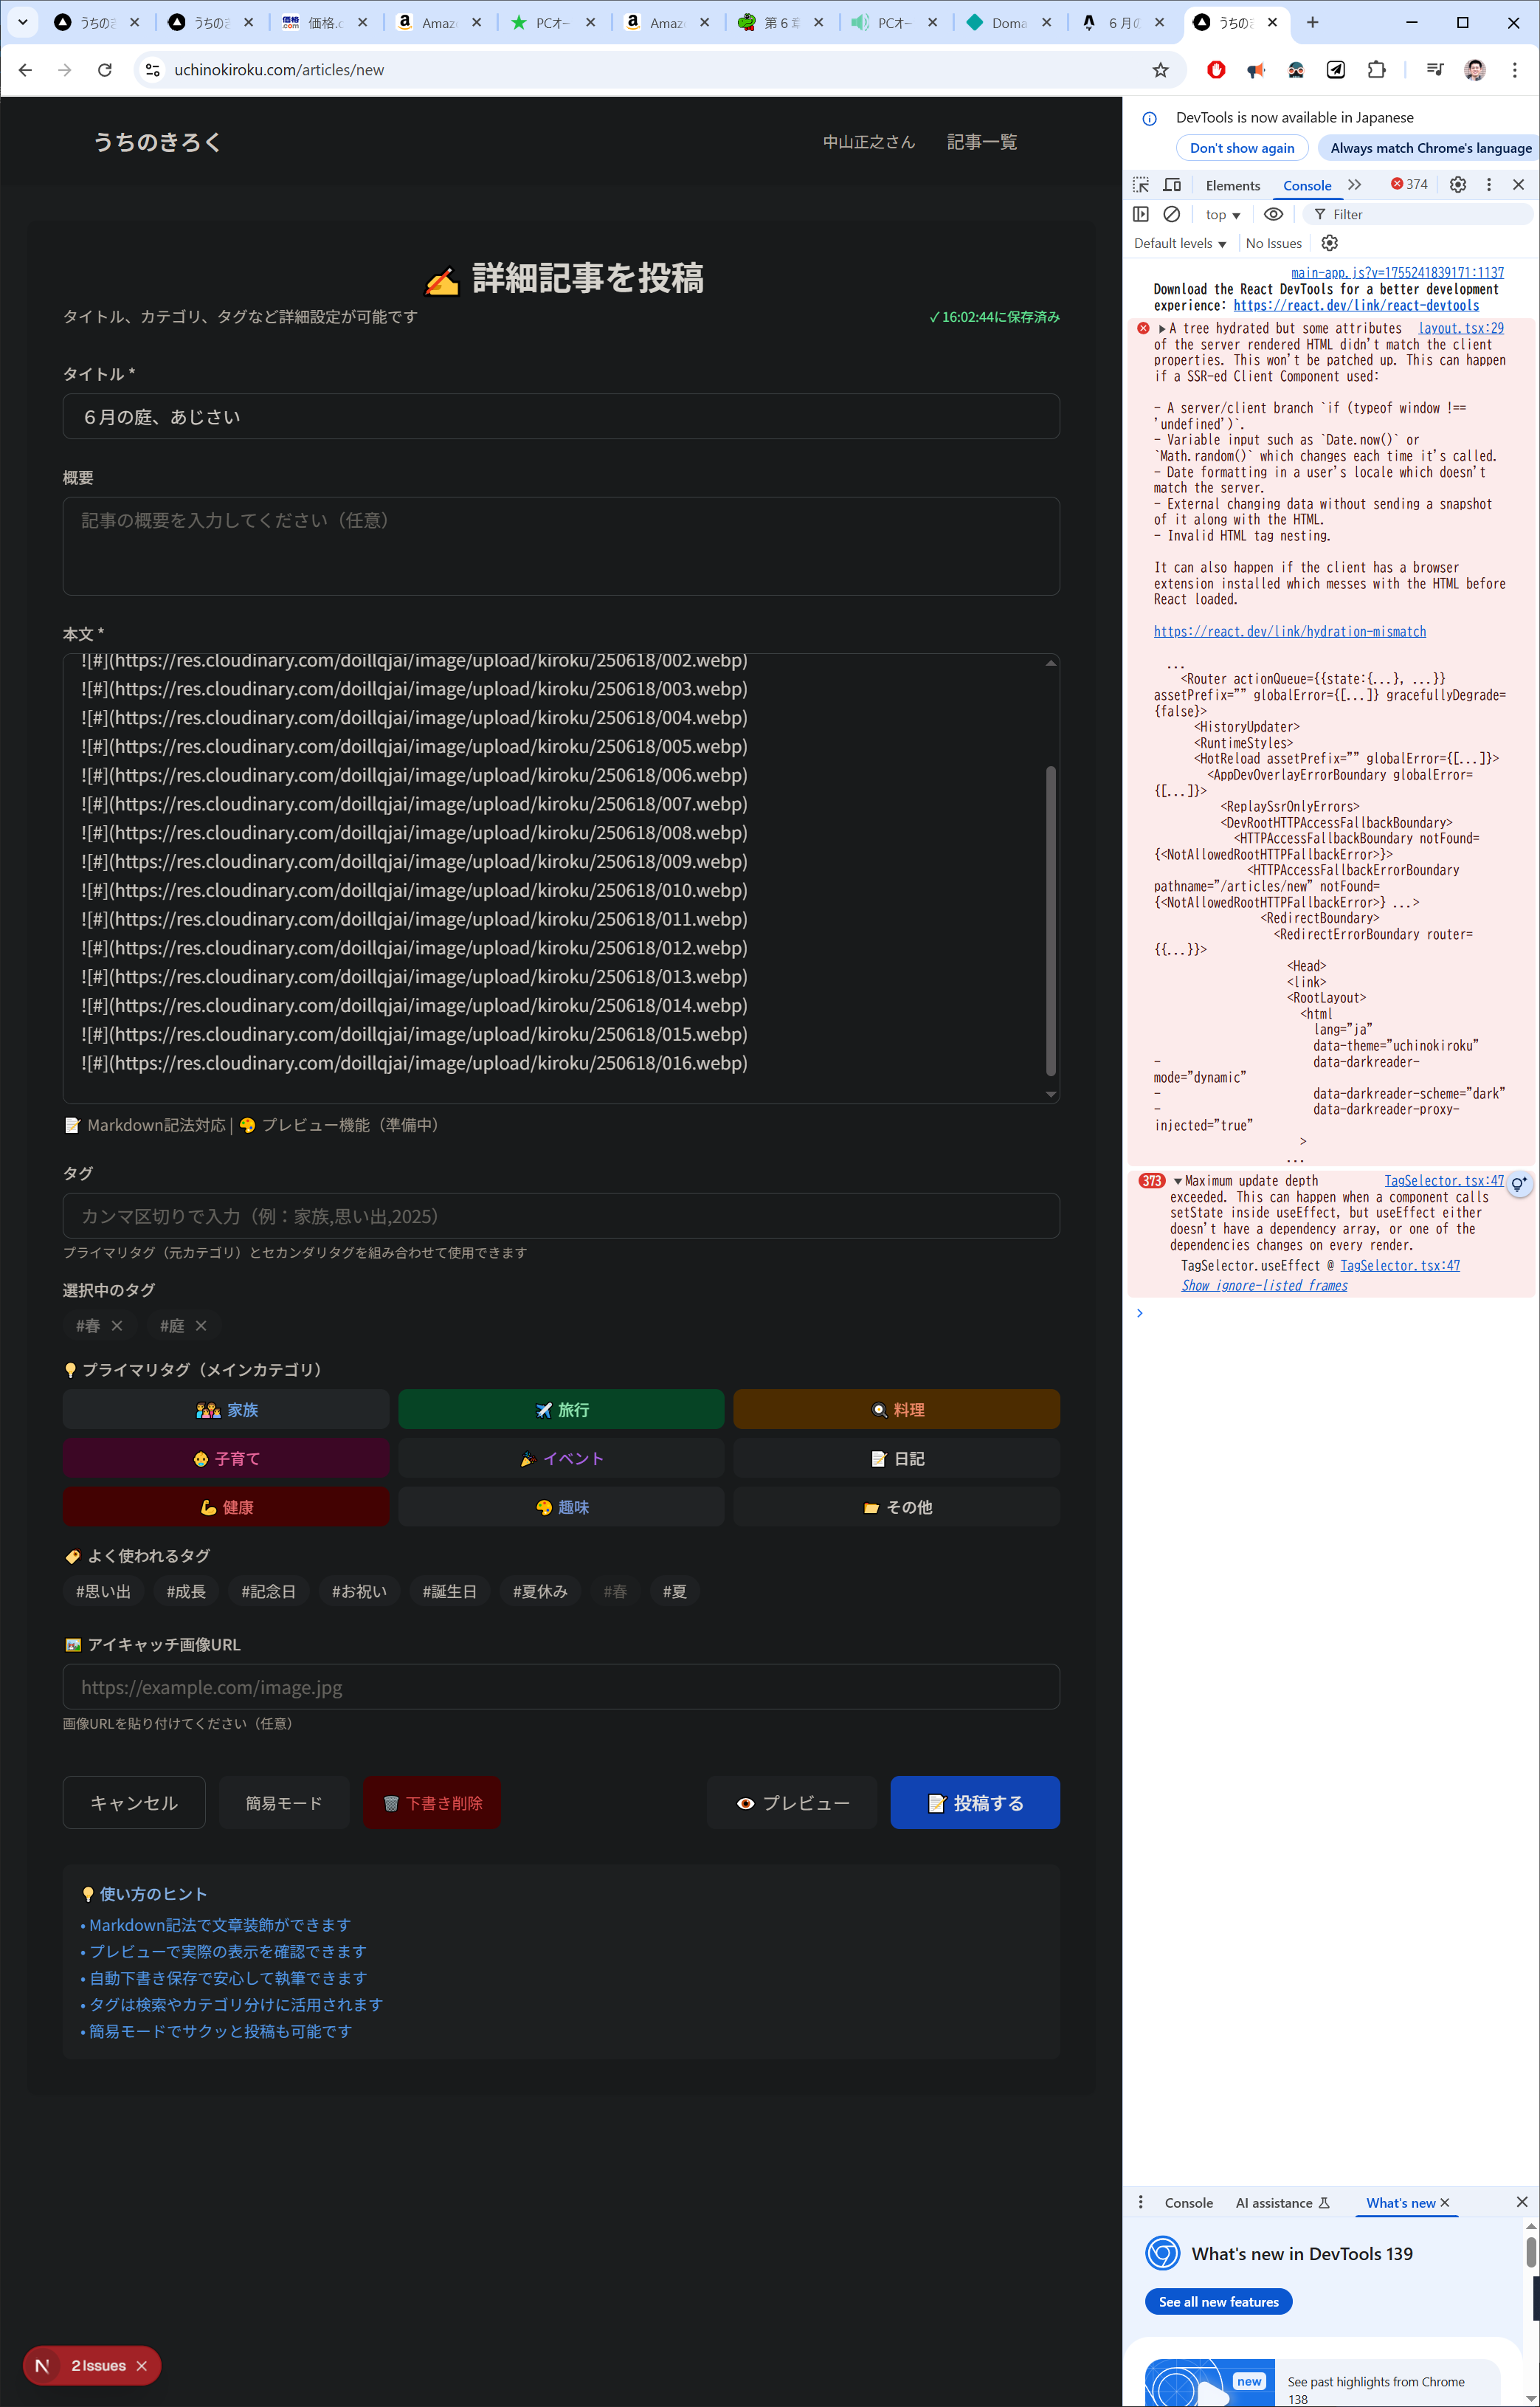 うちのき
うちのき
価格.c
Amaz
PCオー
Amaz
第６章
PCオー
Doma
６月の
うちのき
uchinokiroku.com/articles/new
うちのきろく
中山正之さん
記事一覧
✍️ 詳細記事を投稿
タイトル、カテゴリ、タグなど詳細設定が可能です
✓ 16:02:44に保存済み
タイトル *
６月の庭、あじさい
概要
記事の概要を入力してください（任意）
本文 *
![#](https://res.cloudinary.com/doillqjai/image/upload/kiroku/250618/002.webp)
![#](https://res.cloudinary.com/doillqjai/image/upload/kiroku/250618/003.webp)
![#](https://res.cloudinary.com/doillqjai/image/upload/kiroku/250618/004.webp)
![#](https://res.cloudinary.com/doillqjai/image/upload/kiroku/250618/005.webp)
![#](https://res.cloudinary.com/doillqjai/image/upload/kiroku/250618/006.webp)
![#](https://res.cloudinary.com/doillqjai/image/upload/kiroku/250618/007.webp)
![#](https://res.cloudinary.com/doillqjai/image/upload/kiroku/250618/008.webp)
![#](https://res.cloudinary.com/doillqjai/image/upload/kiroku/250618/009.webp)
![#](https://res.cloudinary.com/doillqjai/image/upload/kiroku/250618/010.webp)
![#](https://res.cloudinary.com/doillqjai/image/upload/kiroku/250618/011.webp)
![#](https://res.cloudinary.com/doillqjai/image/upload/kiroku/250618/012.webp)
![#](https://res.cloudinary.com/doillqjai/image/upload/kiroku/250618/013.webp)
![#](https://res.cloudinary.com/doillqjai/image/upload/kiroku/250618/014.webp)
![#](https://res.cloudinary.com/doillqjai/image/upload/kiroku/250618/015.webp)
![#](https://res.cloudinary.com/doillqjai/image/upload/kiroku/250618/016.webp)
📝 Markdown記法対応 | 🎨 プレビュー機能（準備中）
タグ
カンマ区切りで入力（例：家族,思い出,2025）
プライマリタグ（元カテゴリ）とセカンダリタグを組み合わせて使用できます
選択中のタグ
#春 ✕ #庭 ✕
💡 プライマリタグ（メインカテゴリ）
👨‍👩‍👧 家族
✈️ 旅行
🍳 料理
👶 子育て
🎉 イベント
📝 日記
💪 健康
🎨 趣味
📂 その他
🏷️ よく使われるタグ
#思い出 #成長 #記念日 #お祝い #誕生日 #夏休み #春 #夏
🖼️ アイキャッチ画像URL
https://example.com/image.jpg
画像URLを貼り付けてください（任意）
キャンセル
簡易モード
🗑️ 下書き削除
👁️ プレビュー
📝 投稿する
💡 使い方のヒント
• Markdown記法で文章装飾ができます
• プレビューで実際の表示を確認できます
• 自動下書き保存で安心して執筆できます
• タグは検索やカテゴリ分けに活用されます
• 簡易モードでサクッと投稿も可能です
N 2 Issues ✕
DevTools is now available in Japanese
Don't show again
Always match Chrome's language
Elements Console 374
top Filter
Default levels No Issues
main-app.js?v=1755241839171:1137
Download the React DevTools for a better development
experience: https://react.dev/link/react-devtools
A tree hydrated but some attributes layout.tsx:29
of the server rendered HTML didn't match the client
properties. This won't be patched up. This can happen
if a SSR-ed Client Component used:
- A server/client branch `if (typeof window !==
'undefined')`.
- Variable input such as `Date.now()` or
`Math.random()` which changes each time it's called.
- Date formatting in a user's locale which doesn't
match the server.
- External changing data without sending a snapshot
of it along with the HTML.
- Invalid HTML tag nesting.
It can also happen if the client has a browser
extension installed which messes with the HTML before
React loaded.
https://react.dev/link/hydration-mismatch
...
<Router actionQueue={{state:{...}, ...}}
assetPrefix="" globalError={[...]} gracefullyDegrade=
{false}>
<HistoryUpdater>
<RuntimeStyles>
<HotReload assetPrefix="" globalError={[...]}>
<AppDevOverlayErrorBoundary globalError=
{[...]}>
<ReplaySsrOnlyErrors>
<DevRootHTTPAccessFallbackBoundary>
<HTTPAccessFallbackBoundary notFound=
{<NotAllowedRootHTTPFallbackError>}>
<HTTPAccessFallbackErrorBoundary
pathname="/articles/new" notFound=
{<NotAllowedRootHTTPFallbackError>} ...>
<RedirectBoundary>
<RedirectErrorBoundary router=
{{...}}>
<Head>
<link>
<RootLayout>
<html
lang="ja"
data-theme="uchinokiroku"
- data-darkreader-
mode="dynamic"
- data-darkreader-scheme="dark"
- data-darkreader-proxy-
injected="true"
>
...
373 Maximum update depth TagSelector.tsx:47
exceeded. This can happen when a component calls
setState inside useEffect, but useEffect either
doesn't have a dependency array, or one of the
dependencies changes on every render.
TagSelector.useEffect @ TagSelector.tsx:47
Show ignore-listed frames
Console AI assistance What's new
What's new in DevTools 139
See all new features
new
See past highlights from Chrome
138